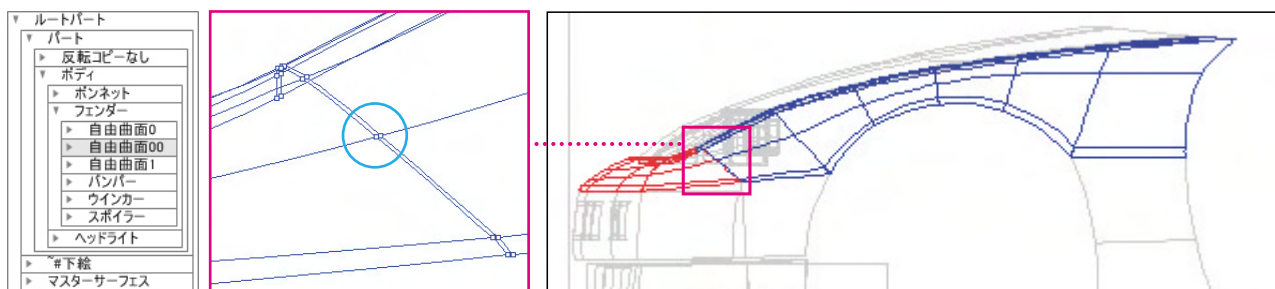 ルートパート
パート
反転コピーなし
ボディ
ボンネット
フェンダー
自由曲面0
自由曲面00
自由曲面1
バンパー
ウインカー
スポイラー
ヘッドライト
~#下絵
マスターサーフェス